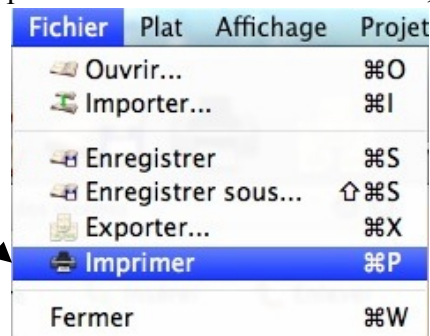 Fichier Plat Affichage Projet
Ouvrir... ⌘O
Importer... ⌘I
Enregistrer ⌘S
Enregistrer sous... ⇧⌘S
Exporter... ⌘X
Imprimer ⌘P
Fermer ⌘W